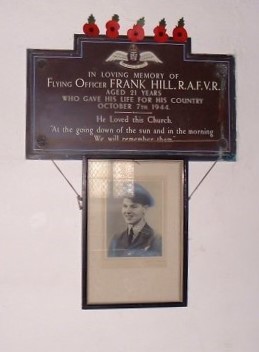 IN LOVING MEMORY OF
FLYING OFFICER FRANK HILL. R.A.F.V.R.
AGED 21 YEARS
WHO GAVE HIS LIFE FOR HIS COUNTRY
OCTOBER 7TH 1944.
He Loved this Church.
"At the going down of the sun and in the morning
We will remember them"